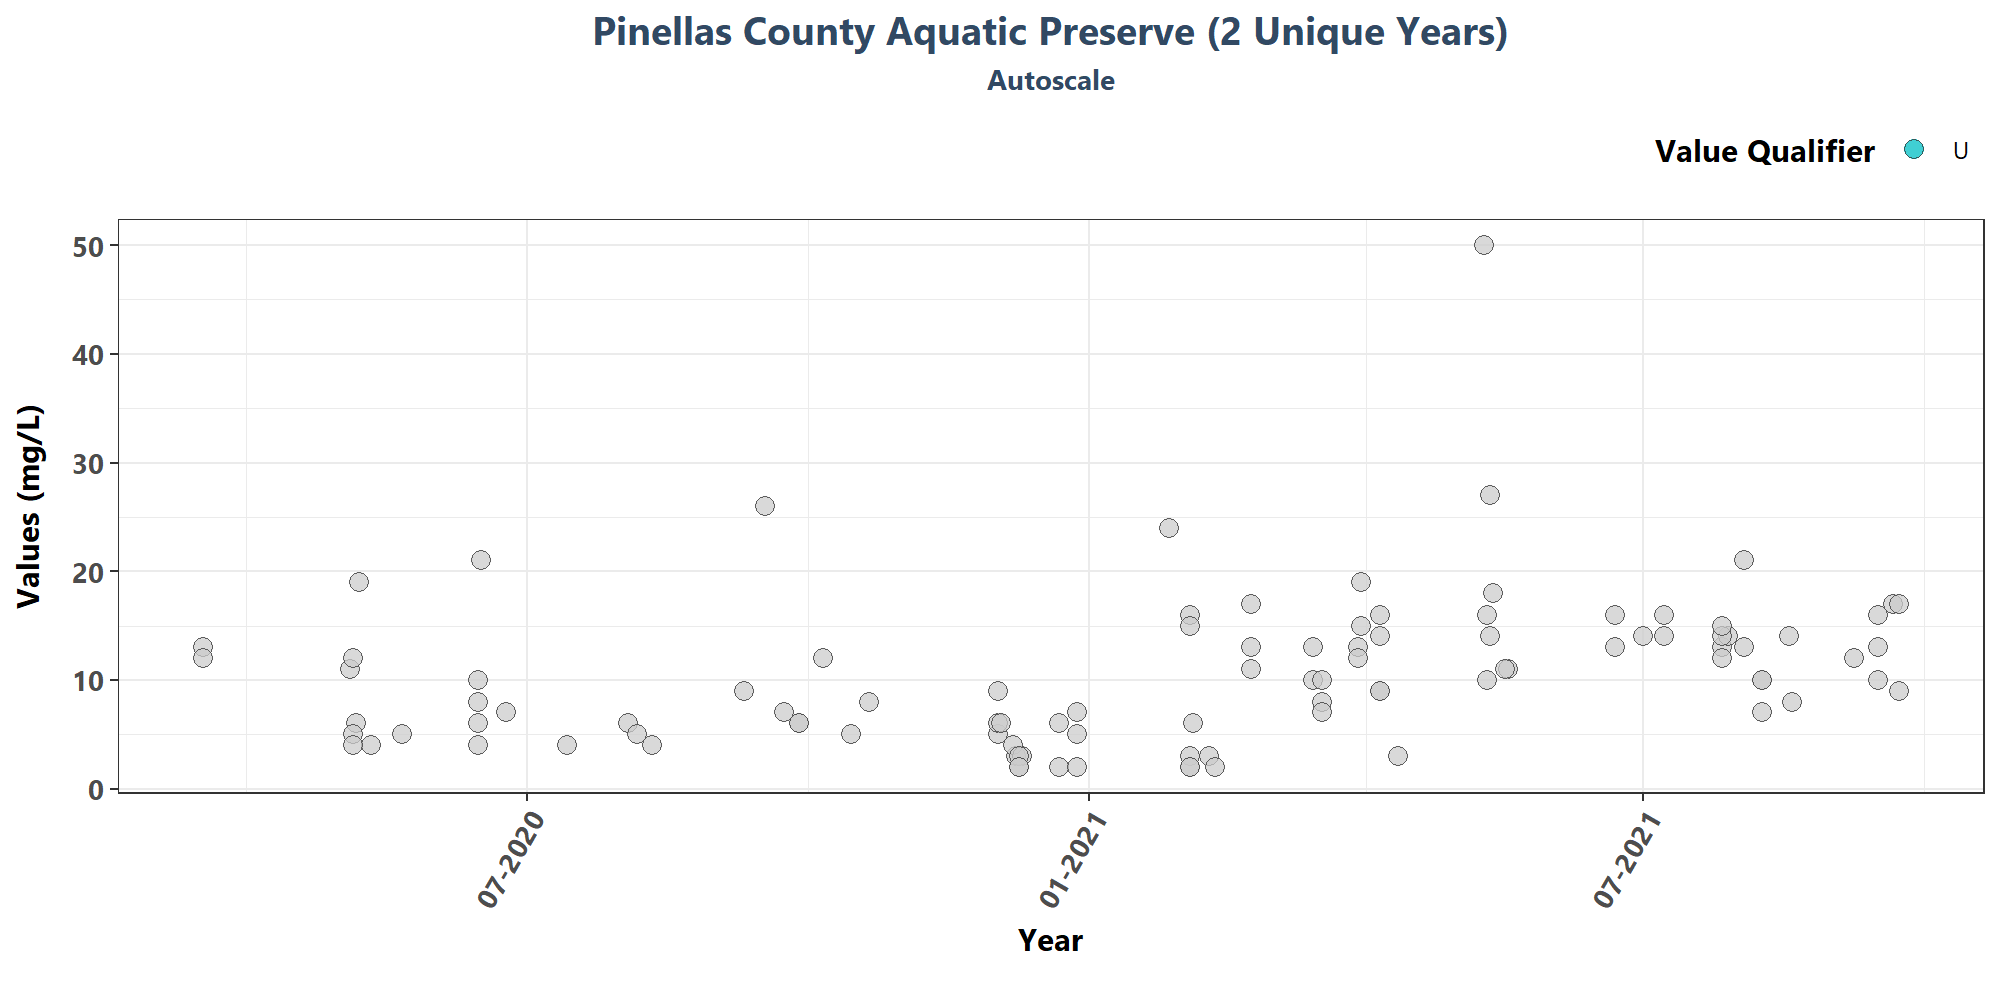 Pinellas County Aquatic Preserve (2 Unique Years)
Autoscale
Value Qualifier U
Values (mg/L)
50
40
30
20
10
0
07-2020
01-2021
07-2021
Year